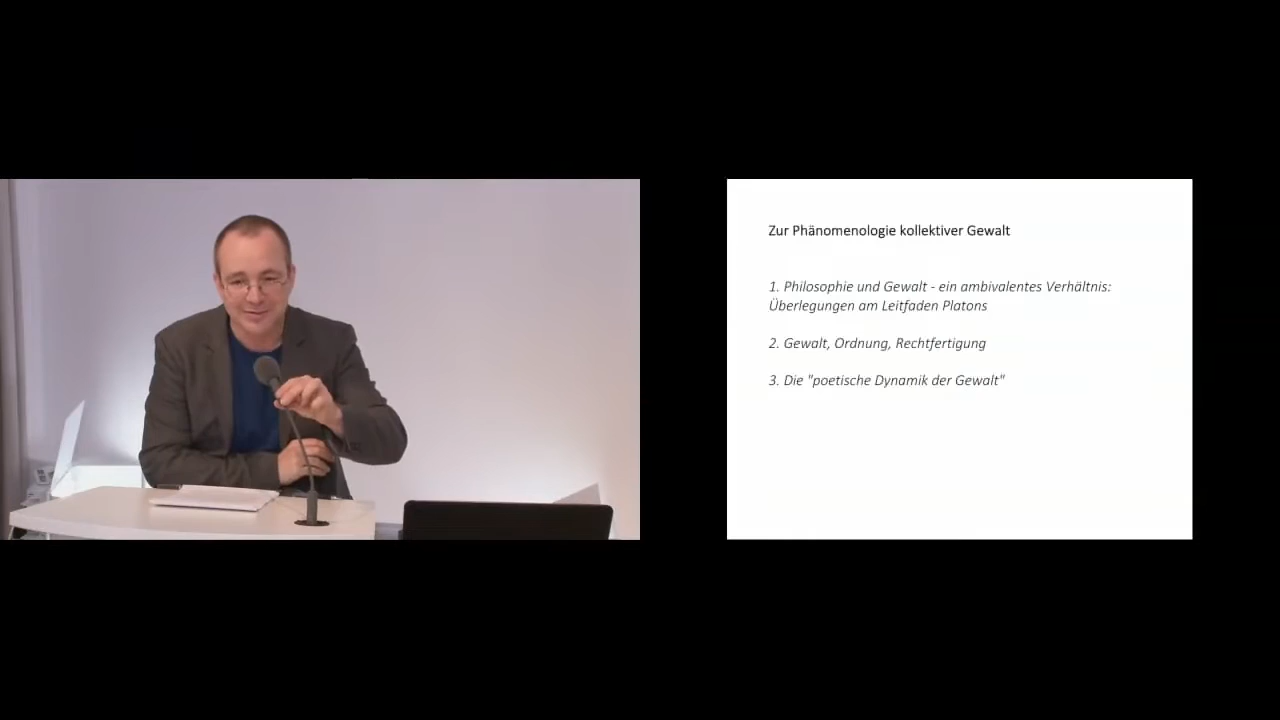 Zur Phänomenologie kollektiver Gewalt
1. Philosophie und Gewalt - ein ambivalentes Verhältnis:
Überlegungen am Leitfaden Platons
2. Gewalt, Ordnung, Rechtfertigung
3. Die "poetische Dynamik der Gewalt"